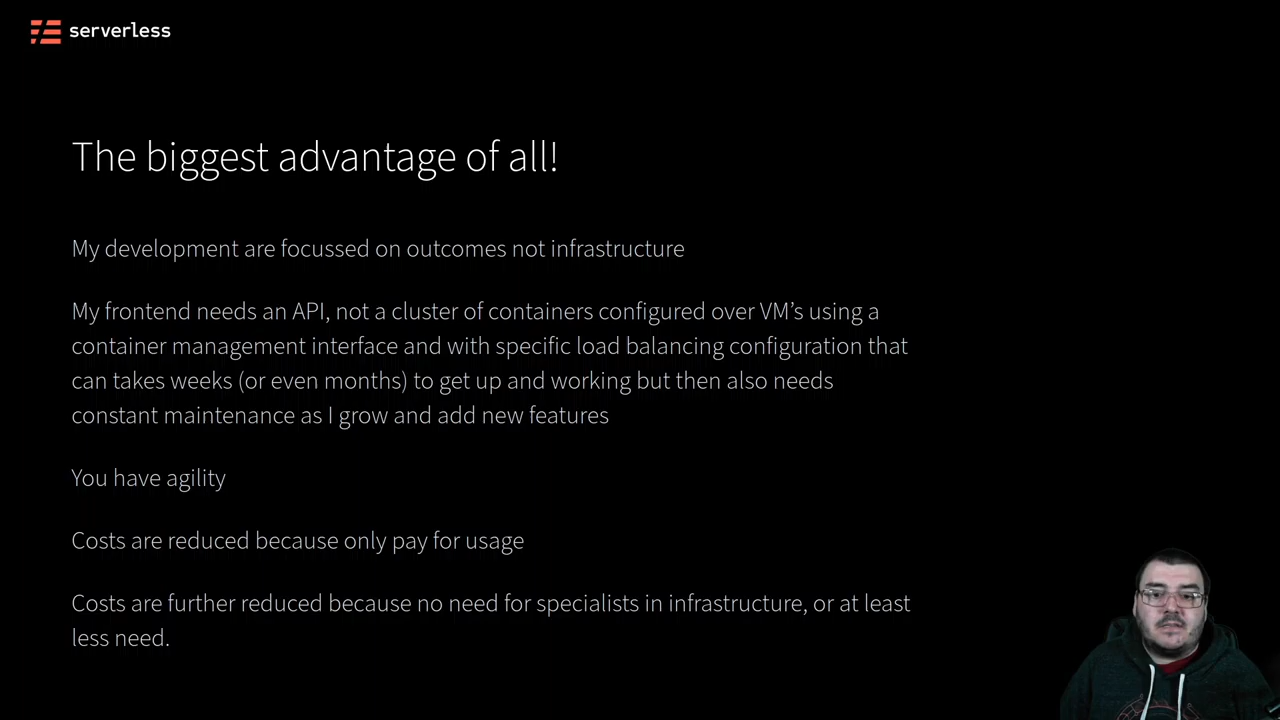 serverless
The biggest advantage of all!
My development are focussed on outcomes not infrastructure
My frontend needs an API, not a cluster of containers configured over VM’s using a
container management interface and with specific load balancing configuration that
can takes weeks (or even months) to get up and working but then also needs
constant maintenance as I grow and add new features
You have agility
Costs are reduced because only pay for usage
Costs are further reduced because no need for specialists in infrastructure, or at least
less need.